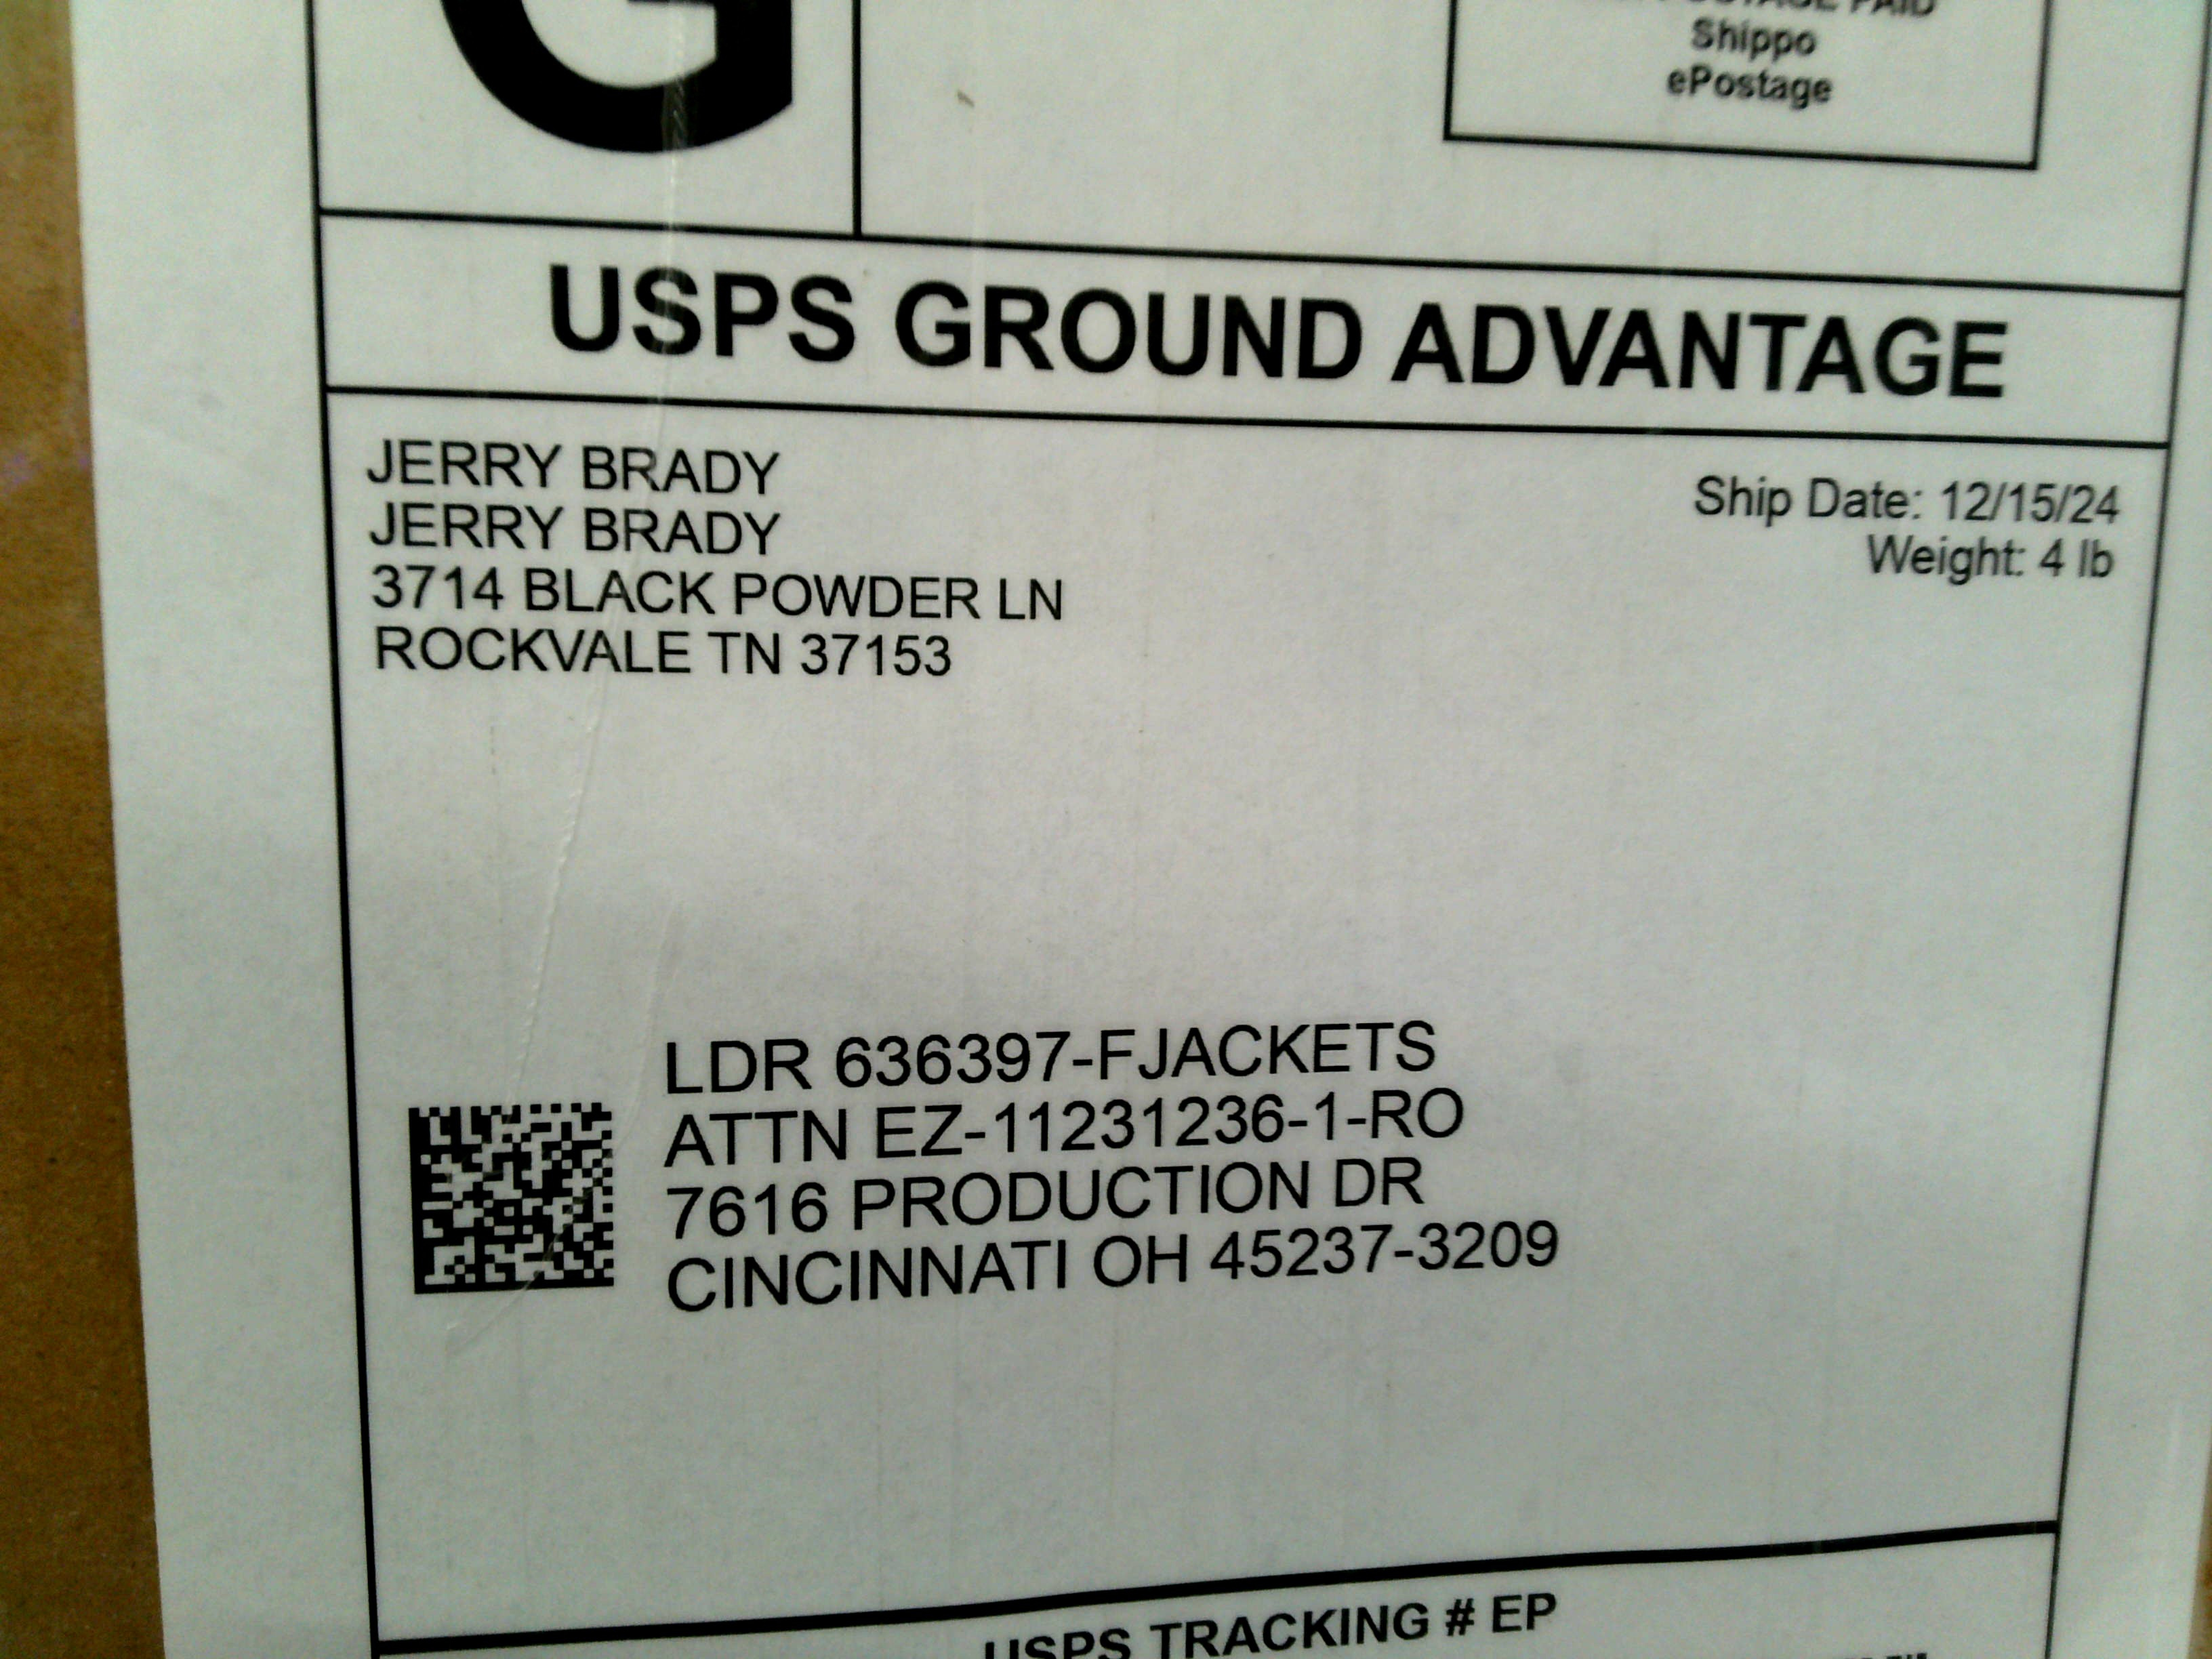 G
POSTAGE PAID
Shippo
ePostage
USPS GROUND ADVANTAGE
JERRY BRADY
JERRY BRADY
3714 BLACK POWDER LN
ROCKVALE TN 37153
Ship Date: 12/15/24
Weight: 4 lb
LDR 636397-FJACKETS
ATTN EZ-11231236-1-RO
7616 PRODUCTION DR
CINCINNATI OH 45237-3209
USPS TRACKING # EP